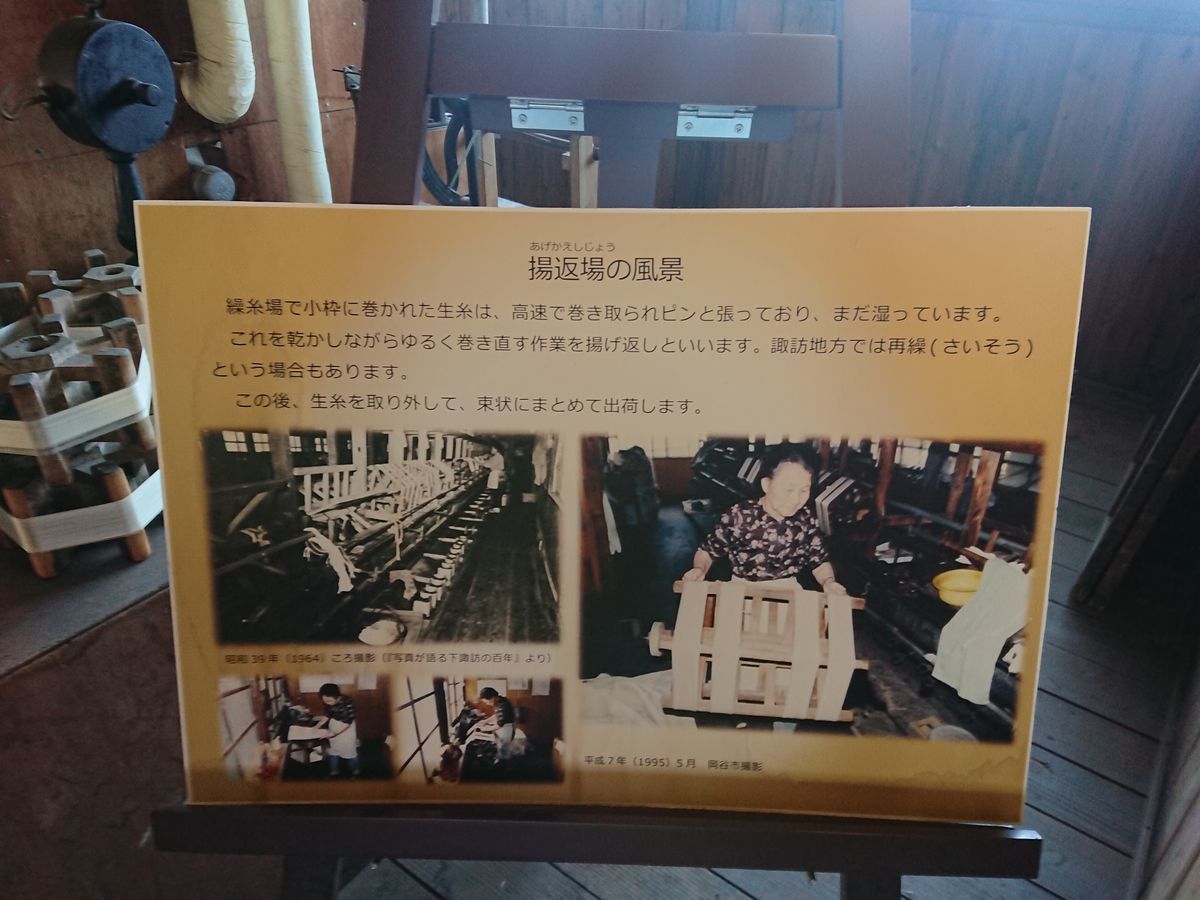 あげかえしじょう
揚返場の風景
繰糸場で小枠に巻かれた生糸は、高速で巻き取られピンと張っており、まだ湿っています。
これを乾かしながらゆるく巻き直す作業を揚げ返しといいます。諏訪地方では再繰(さいそう)
という場合もあります。
この後、生糸を取り外して、束状にまとめて出荷します。
昭和39年(1964)ころ撮影(『写真が語る下諏訪の百年』より)
平成7年(1995)5月 岡谷市撮影